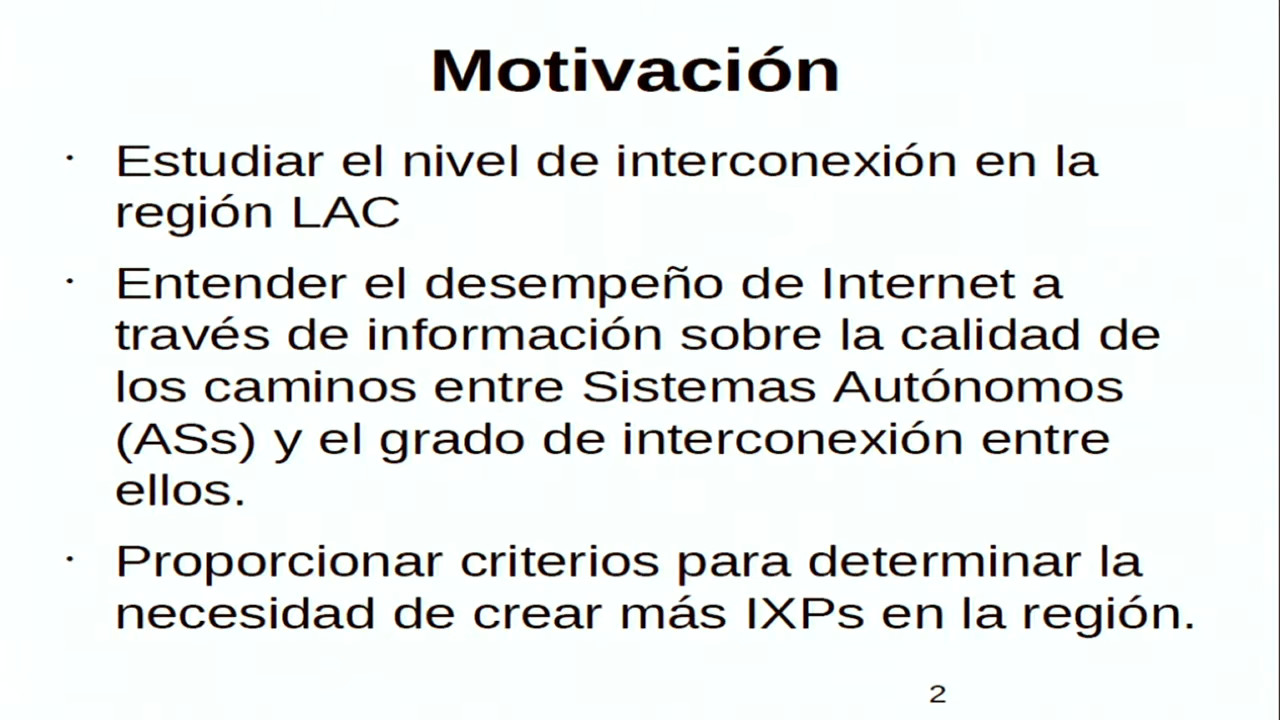 Motivación
· Estudiar el nivel de interconexión en la
región LAC
· Entender el desempeño de Internet a
través de información sobre la calidad de
los caminos entre Sistemas Autónomos
(ASs) y el grado de interconexión entre
ellos.
· Proporcionar criterios para determinar la
necesidad de crear más IXPs en la región.
2